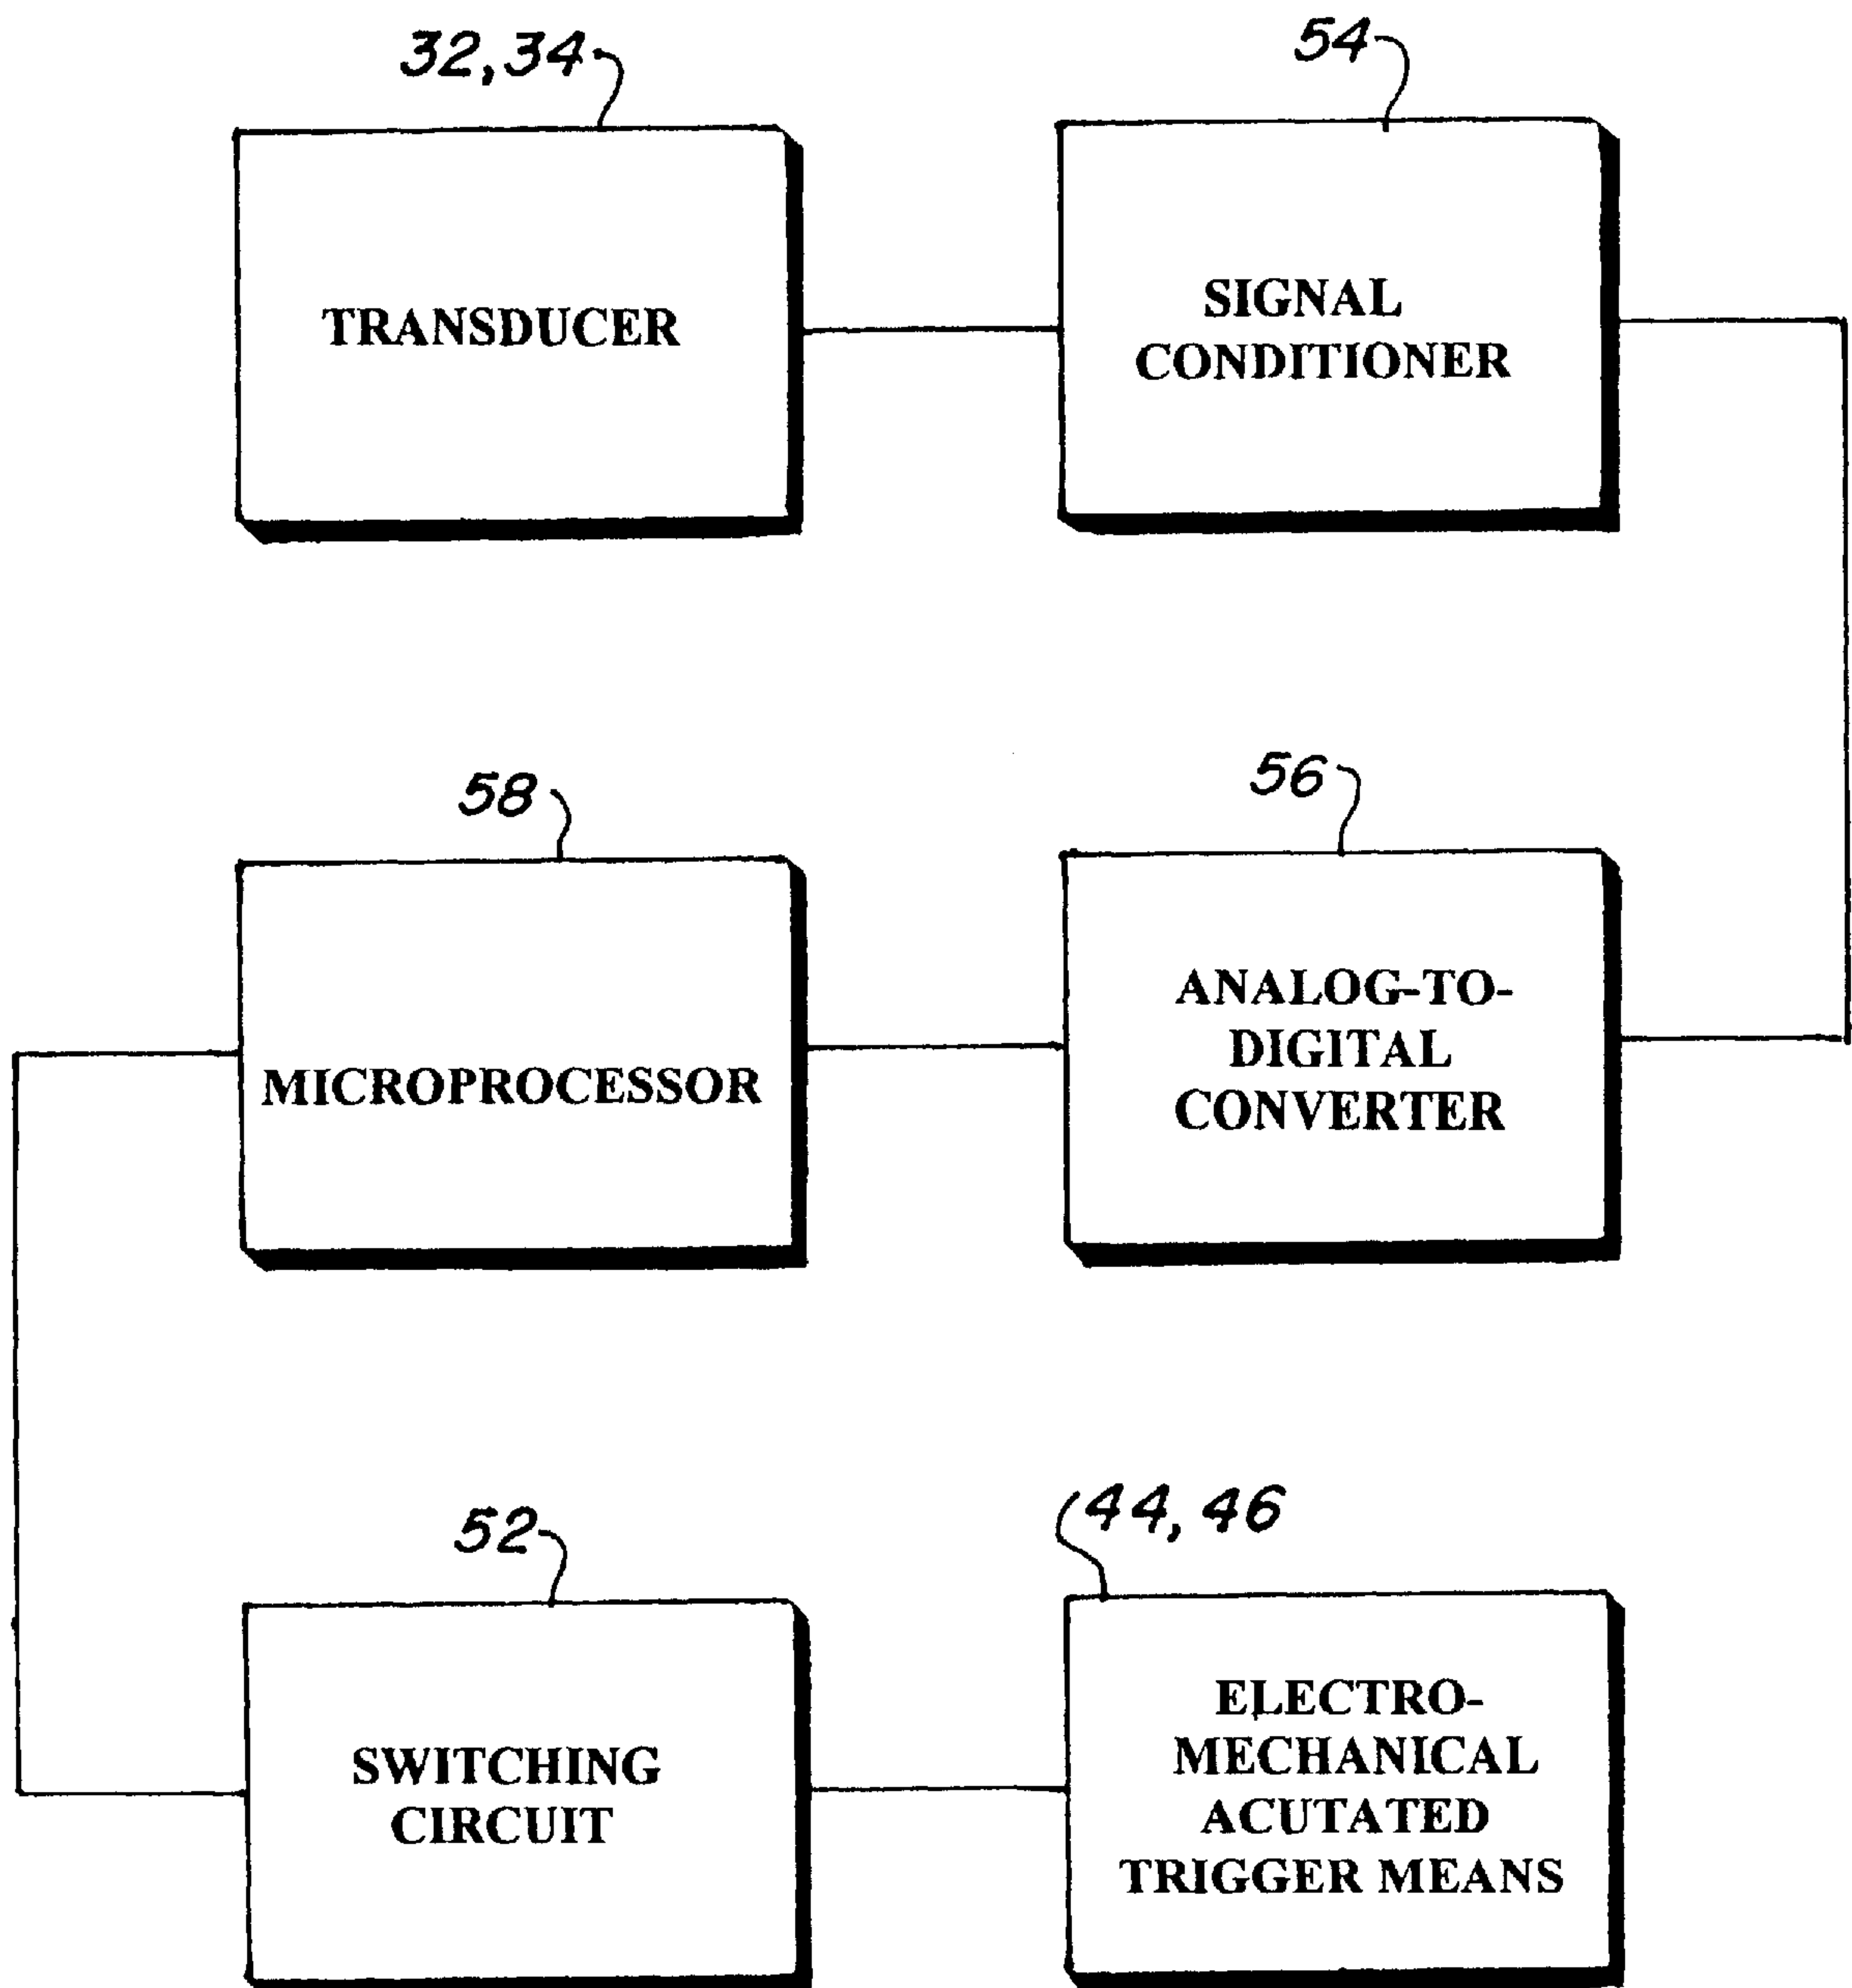 32,34
54
TRANSDUCER
SIGNAL
CONDITIONER
58
56
MICROPROCESSOR
ANALOG-TO-
DIGITAL
CONVERTER
52
44,46
SWITCHING
CIRCUIT
ELECTRO-
MECHANICAL
ACUTATED
TRIGGER MEANS